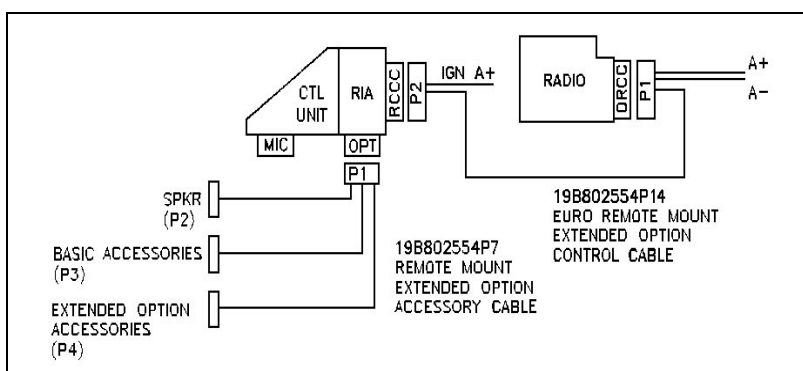 CTL
UNIT
RIA
RCCC
P2
IGN A+
RADIO
ORCC
P1
A+
A-
MIC
OPT
P1
SPKR
(P2)
BASIC ACCESSORIES
(P3)
EXTENDED OPTION
ACCESSORIES
(P4)
19B802554P7
REMOTE MOUNT
EXTENDED OPTION
ACCESSORY CABLE
19B802554P14
EURO REMOTE MOUNT
EXTENDED OPTION
CONTROL CABLE